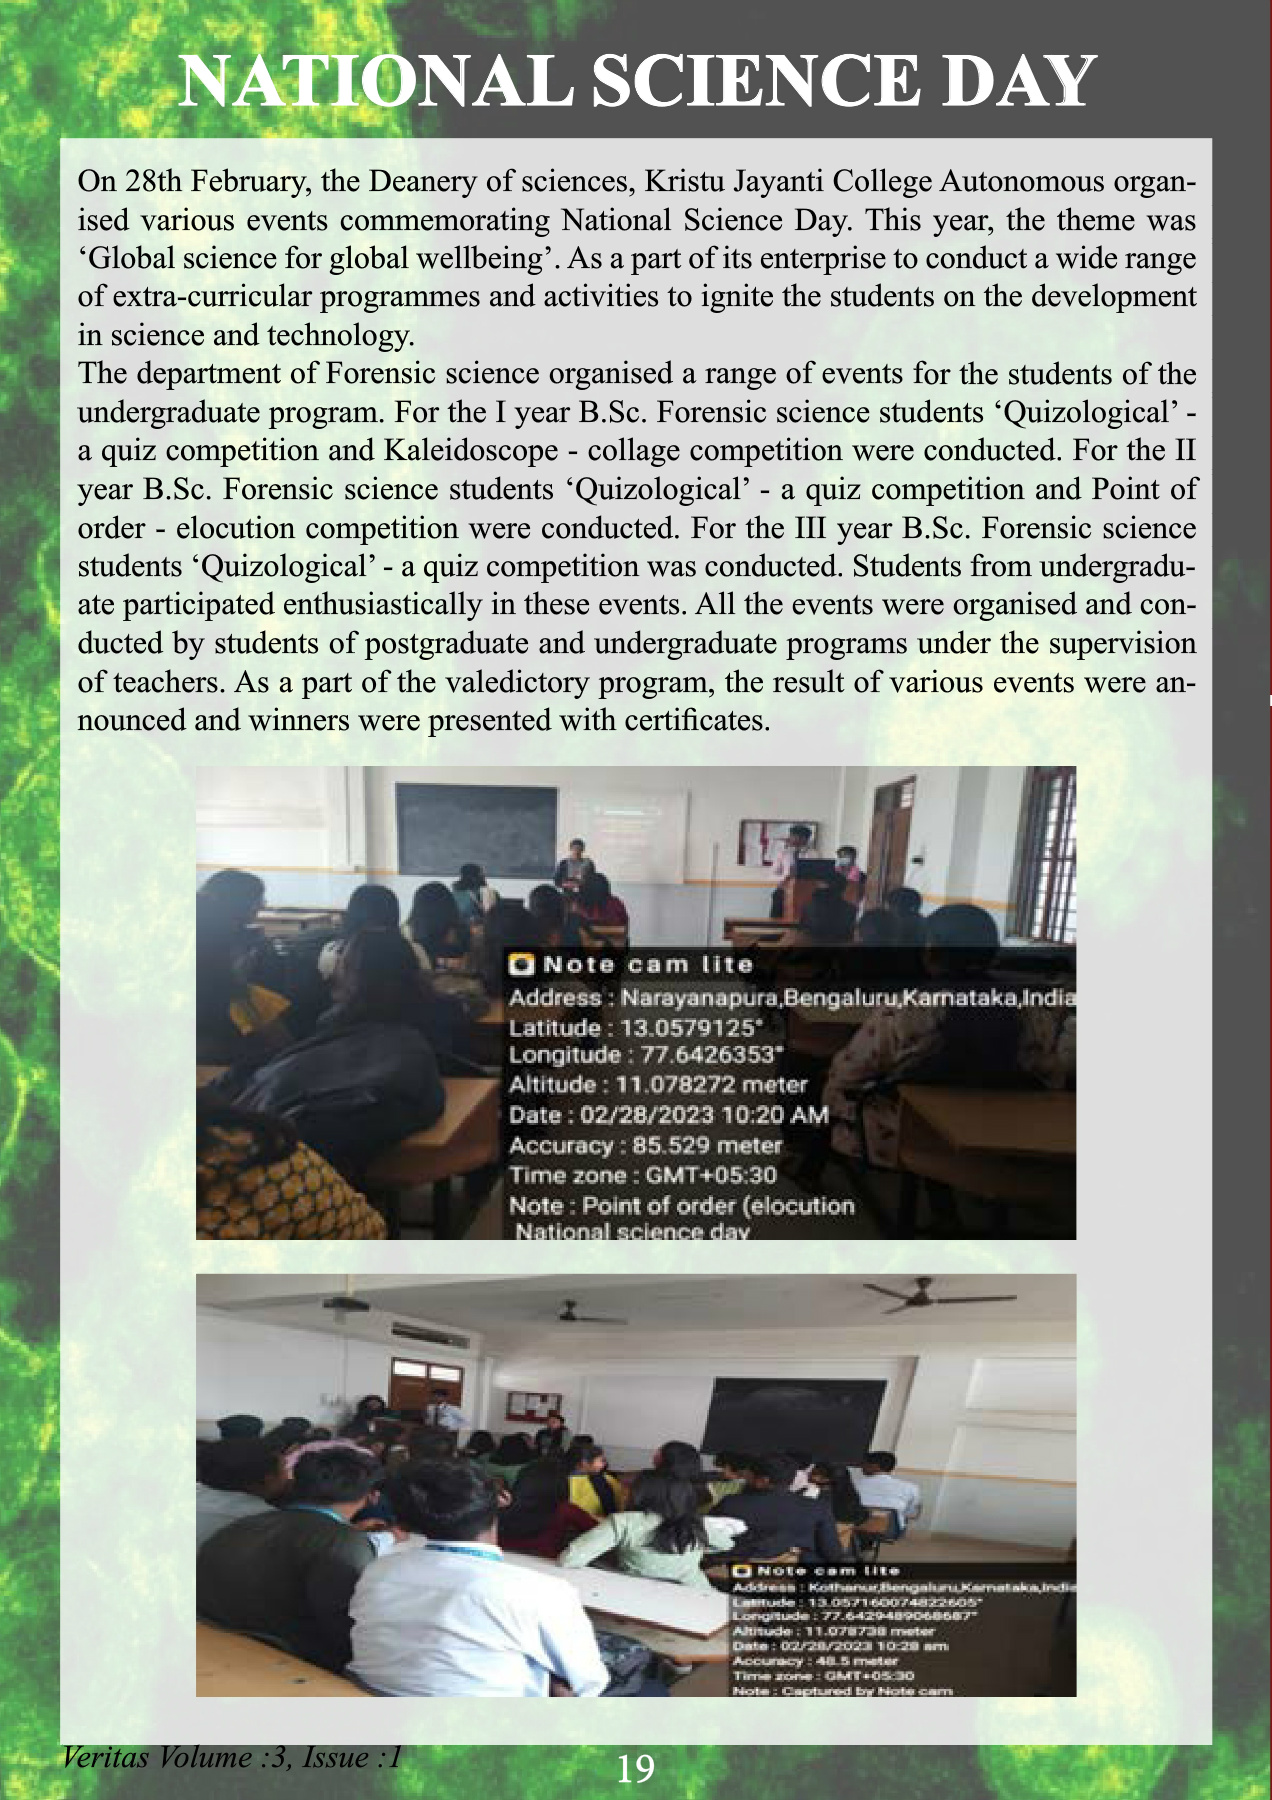 NATIONAL SCIENCE DAY
On 28th February, the Deanery of sciences, Kristu Jayanti College Autonomous organ-
ised various events commemorating National Science Day. This year, the theme was
‘Global science for global wellbeing’. As a part of its enterprise to conduct a wide range
of extra-curricular programmes and activities to ignite the students on the development
in science and technology.
The department of Forensic science organised a range of events for the students of the
undergraduate program. For the I year B.Sc. Forensic science students ‘Quizological’ -
a quiz competition and Kaleidoscope - collage competition were conducted. For the II
year B.Sc. Forensic science students ‘Quizological’ - a quiz competition and Point of
order - elocution competition were conducted. For the III year B.Sc. Forensic science
students ‘Quizological’ - a quiz competition was conducted. Students from undergradu-
ate participated enthusiastically in these events. All the events were organised and con-
ducted by students of postgraduate and undergraduate programs under the supervision
of teachers. As a part of the valedictory program, the result of various events were an-
nounced and winners were presented with certificates.
Note cam lite
Address : Narayanapura,Bengaluru,Karnataka,India
Latitude : 13.0579125°
Longitude : 77.6426353°
Altitude : 11.078272 meter
Date : 02/28/2023 10:20 AM
Accuracy : 85.529 meter
Time zone : GMT+05:30
Note : Point of order (elocution
National science day
Note cam lite
Address : Kothanur,Bengaluru,Karnataka,India
Latitude : 13.057160074822605°
Longitude : 77.6429489068687°
Altitude : 11.078738 meter
Date : 02/28/2023 10:28 am
Accuracy : 48.5 meter
Time zone : GMT+05:30
Note : Captured by Note cam
Veritas Volume :3, Issue :1
19